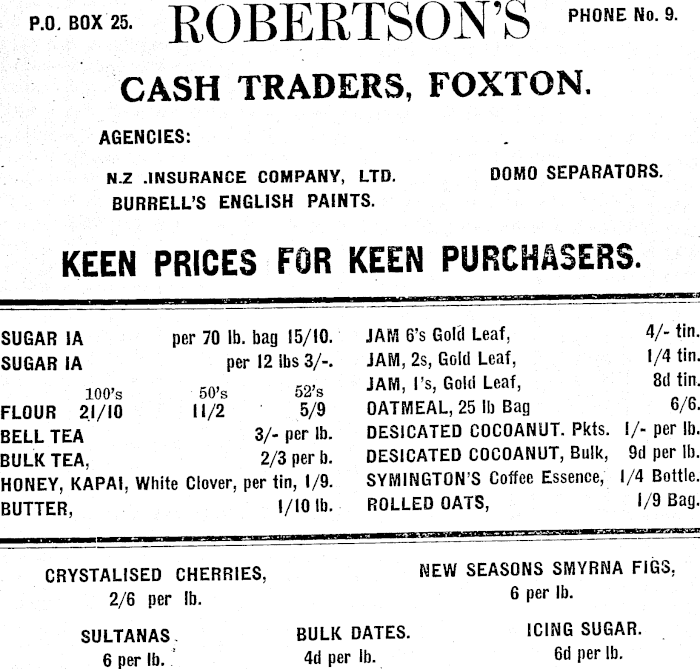 P.O. BOX 25. ROBERTSON'S PHONE No. 9.
CASH TRADERS, FOXTON.
AGENCIES:
N.Z .INSURANCE COMPANY, LTD. DOMO SEPARATORS.
BURRELL'S ENGLISH PAINTS.
KEEN PRICES FOR KEEN PURCHASERS.
SUGAR IA per 70 lb. bag 15/10.
SUGAR IA per 12 lbs 3/-.
100's 50's 52's
FLOUR 21/10 11/2 5/9
BELL TEA 3/- per lb.
BULK TEA, 2/3 per b.
HONEY, KAPAI, White Clover, per tin, 1/9.
BUTTER, 1/10 lb.
JAM 6's Gold Leaf, 4/- tin.
JAM, 2s, Gold Leaf, 1/4 tin.
JAM, 1's, Gold Leaf, 8d tin.
OATMEAL, 25 lb Bag 6/6.
DESICATED COCOANUT. Pkts. 1/- per lb.
DESICATED COCOANUT, Bulk, 9d per lb.
SYMINGTON'S Coffee Essence, 1/4 Bottle.
ROLLED OATS, 1/9 Bag.
CRYSTALISED CHERRIES, NEW SEASONS SMYRNA FIGS,
2/6 per lb. 6 per lb.
SULTANAS. BULK DATES. ICING SUGAR.
6 per lb. 4d per lb. 6d per lb.